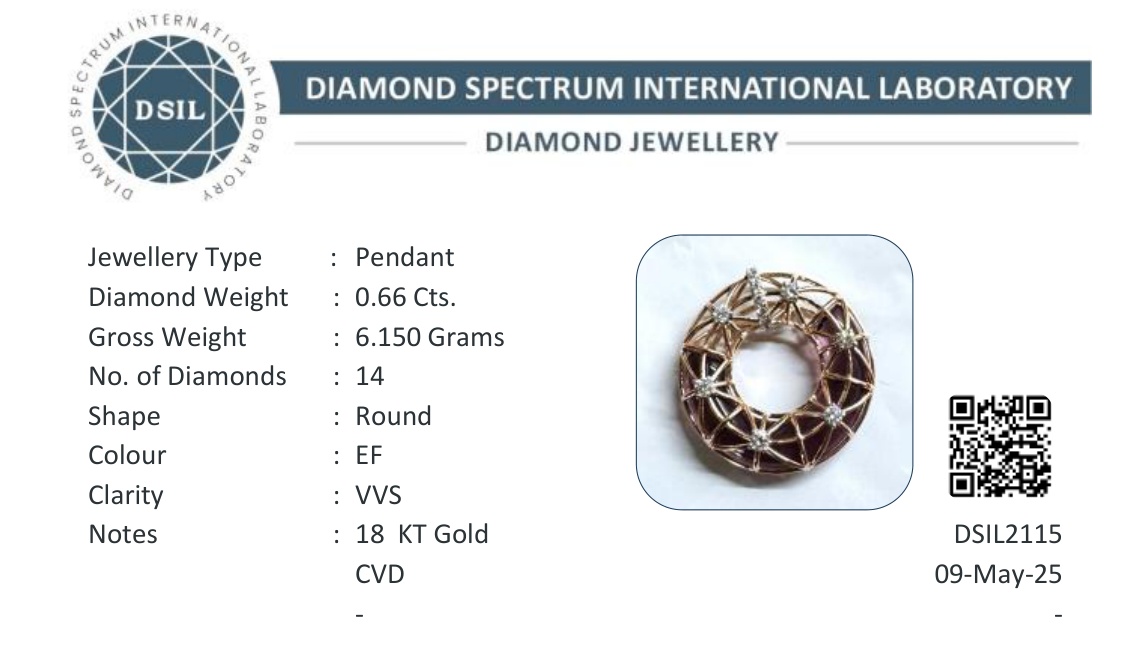 DIAMOND SPECTRUM INTERNATIONAL LABORATORY
DSIL
DIAMOND SPECTRUM INTERNATIONAL LABORATORY
DIAMOND JEWELLERY
Jewellery Type : Pendant
Diamond Weight : 0.66 Cts.
Gross Weight : 6.150 Grams
No. of Diamonds : 14
Shape : Round
Colour : EF
Clarity : VVS
Notes : 18 KT Gold
DSIL2115
CVD
09-May-25
-
-